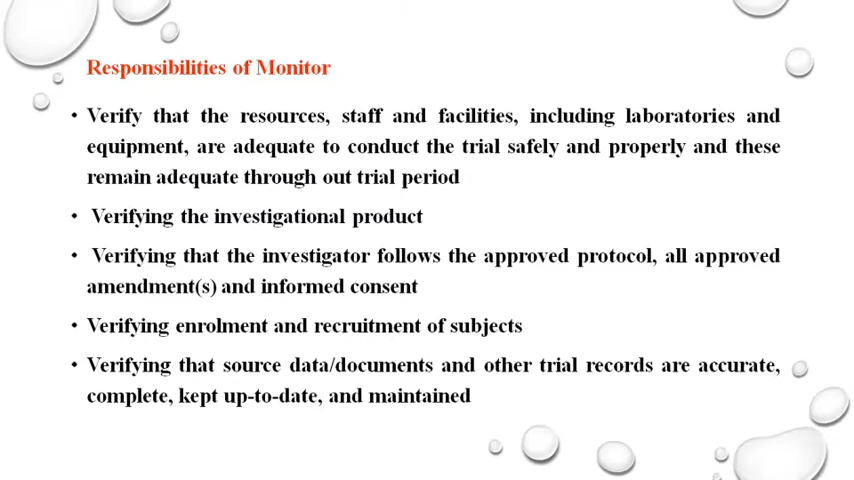 Responsibilities of Monitor
• Verify that the resources, staff and facilities, including laboratories and
equipment, are adequate to conduct the trial safely and properly and these
remain adequate through out trial period
• Verifying the investigational product
• Verifying that the investigator follows the approved protocol, all approved
amendment(s) and informed consent
• Verifying enrolment and recruitment of subjects
• Verifying that source data/documents and other trial records are accurate,
complete, kept up-to-date, and maintained